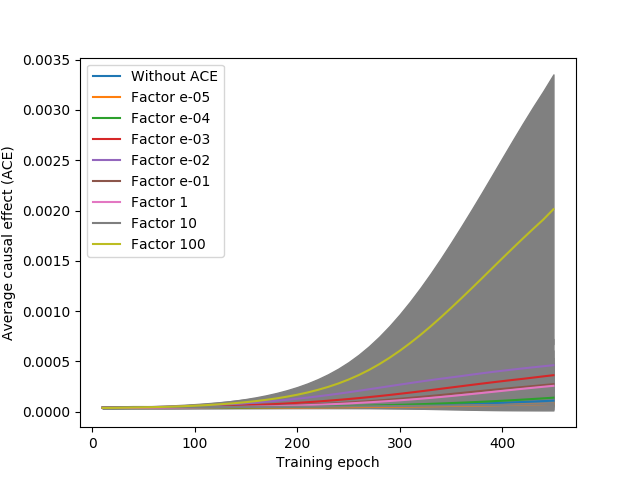 0.0035
0.0030
0.0025
0.0020
0.0015
0.0010
0.0005
0.0000
Average causal effect (ACE)
Without ACE
Factor e-05
Factor e-04
Factor e-03
Factor e-02
Factor e-01
Factor 1
Factor 10
Factor 100
0 100 200 300 400
Training epoch